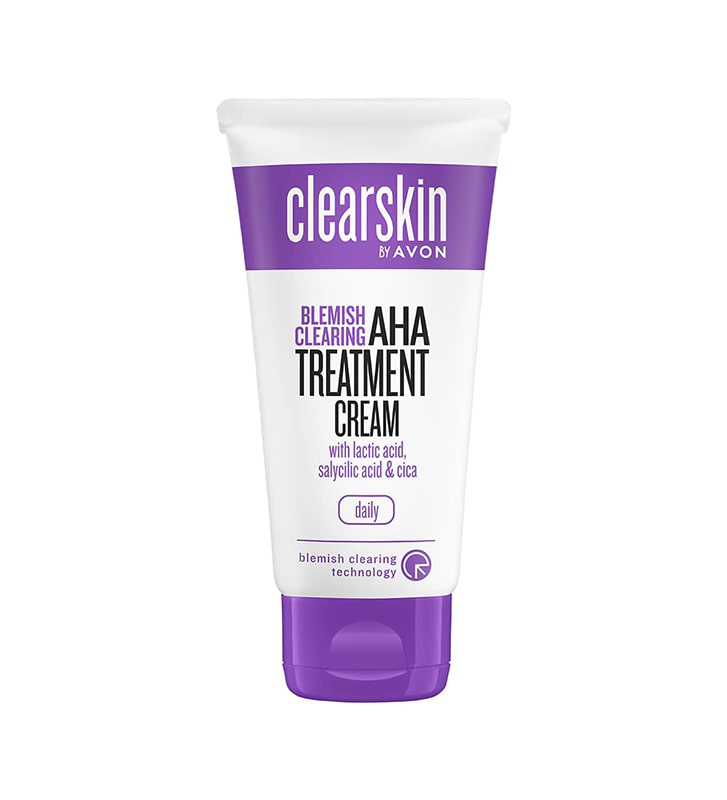 clearskin
BY AVON
BLEMISH
CLEARING AHA
TREATMENT
CREAM
with lactic acid,
salycilic acid & cica
daily
blemish clearing
technology